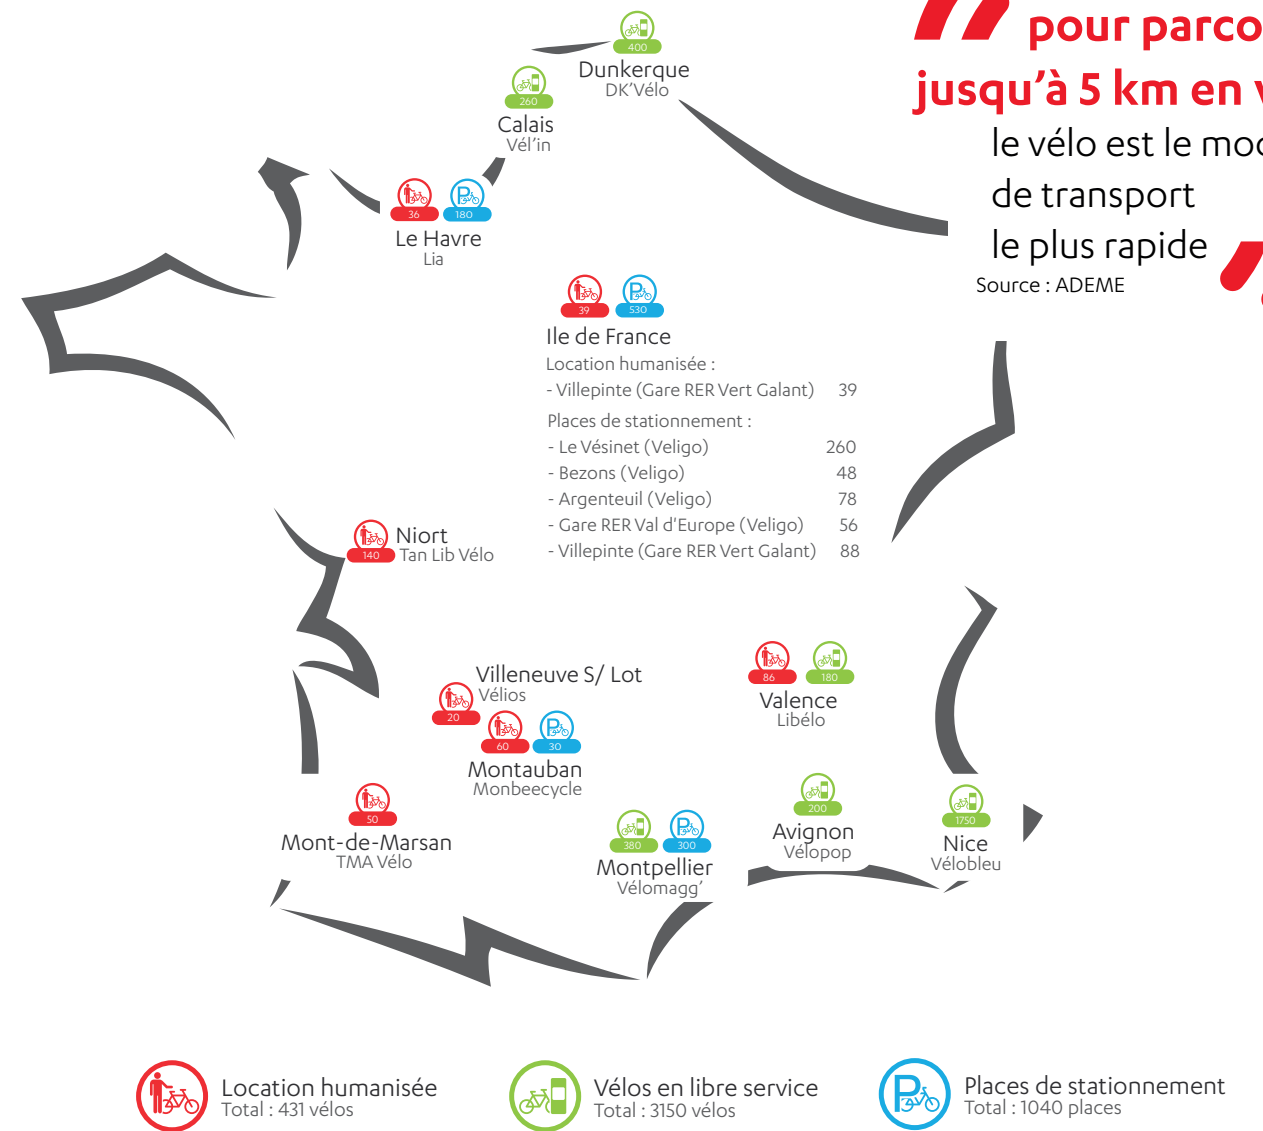 pour parco
jusqu'à 5 km en v
le vélo est le moc
de transport
le plus rapide
Source : ADEME
400
Dunkerque
DK'Vélo
260
Calais
Vél'in
36
P
180
Le Havre
Lia
39
P
530
Ile de France
Location humanisée :
- Villepinte (Gare RER Vert Galant) 39
Places de stationnement :
- Le Vésinet (Veligo) 260
- Bezons (Veligo) 48
- Argenteuil (Veligo) 78
- Gare RER Val d'Europe (Veligo) 56
- Villepinte (Gare RER Vert Galant) 88
140
Niort
Tan Lib Vélo
Villeneuve S/ Lot
Vélios
20
60
P
30
Montauban
Monbeecycle
86
180
Valence
Libélo
50
Mont-de-Marsan
TMA Vélo
380
P
300
Montpellier
Vélomagg'
200
Avignon
Vélopop
1750
Nice
Vélobleu
Location humanisée
Total : 431 vélos
Vélos en libre service
Total : 3150 vélos
P
Places de stationnement
Total : 1040 places